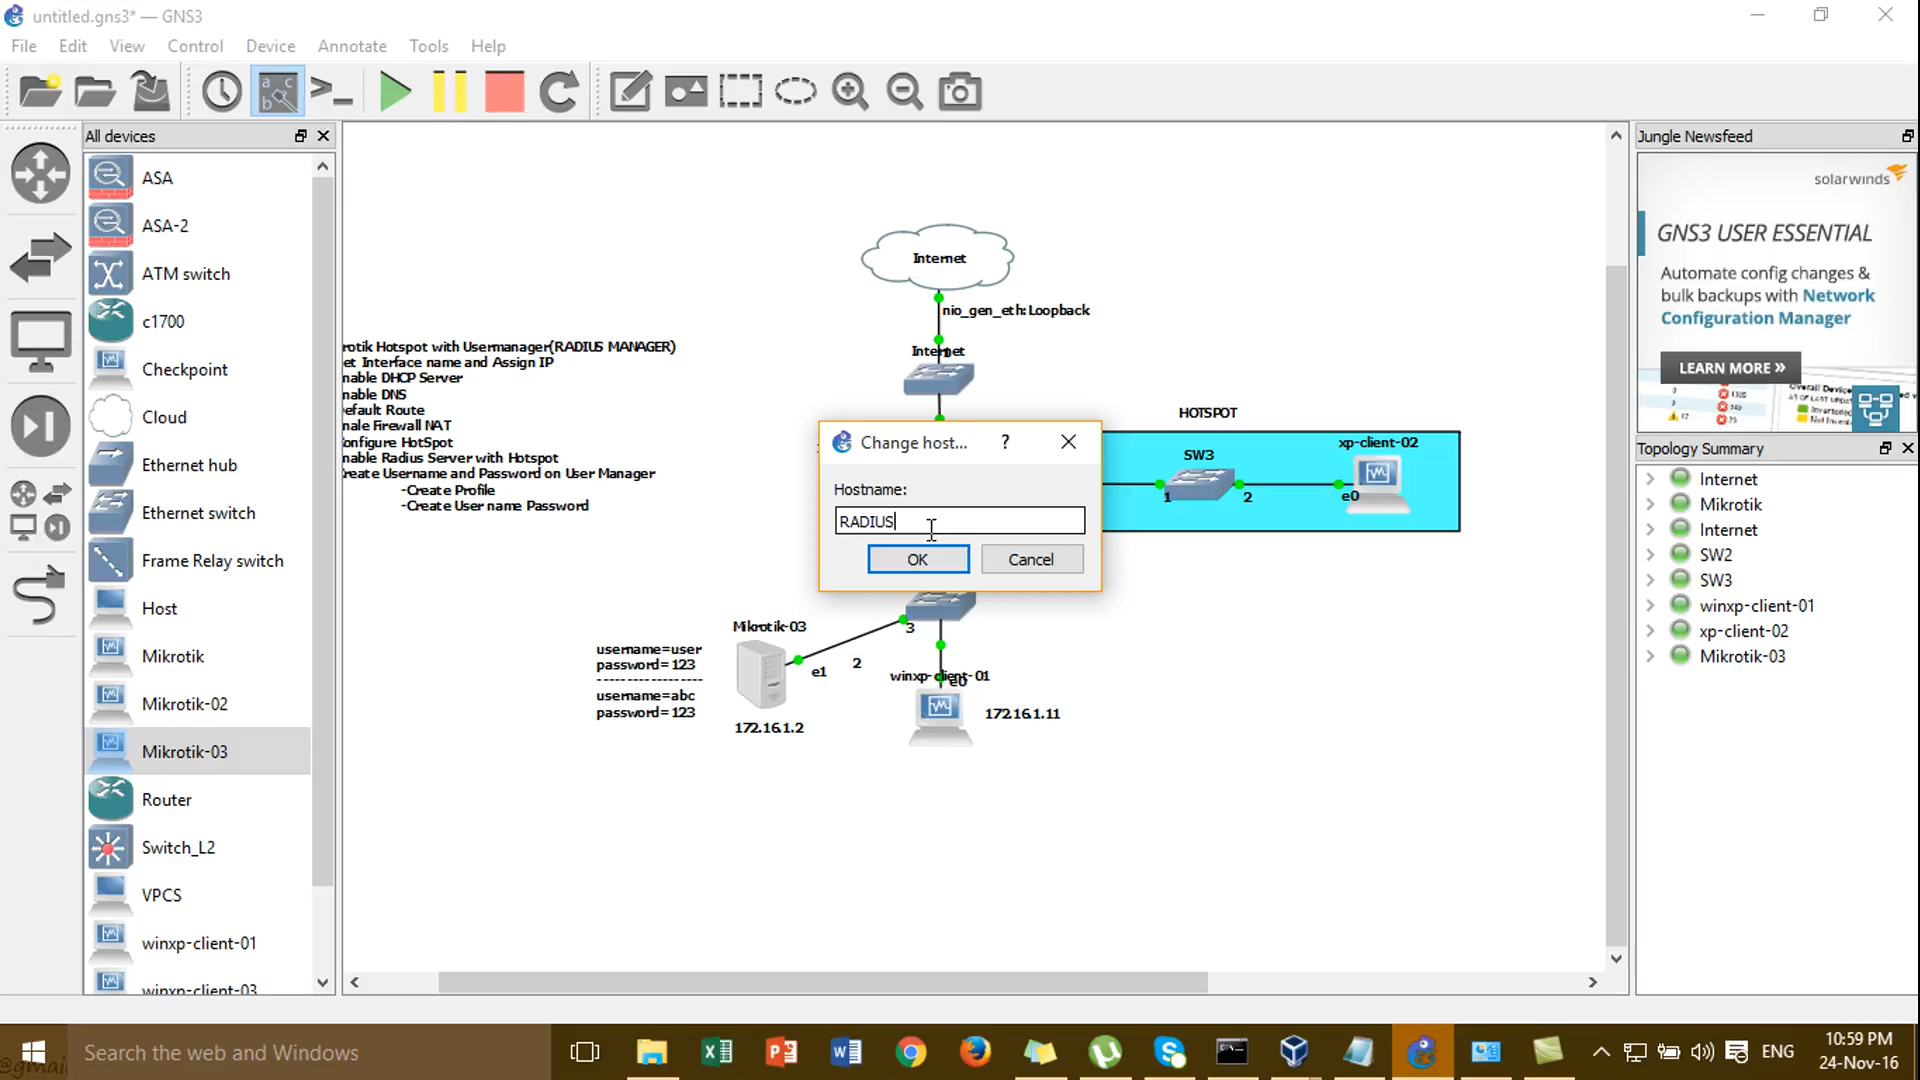 untitled.gns3* — GNS3
File Edit View Control Device Annotate Tools Help
All devices
ASA
ASA-2
ATM switch
c1700
Checkpoint
Cloud
Ethernet hub
Ethernet switch
Frame Relay switch
Host
Mikrotik
Mikrotik-02
Mikrotik-03
Router
Switch_L2
VPCS
winxp-client-01
winxp-client-03
Internet
nio_gen_eth:Loopback
Internet
rotik Hotspot with Usermanager(RADIUS MANAGER)
et Interface name and Assign IP
nable DHCP Server
nable DNS
efault Route
nale Firewall NAT
onfigure HotSpot
nable Radius Server with Hotspot
reate Username and Password on User Manager
-Create Profile
-Create User name Password
Change host... ?
Hostname:
RADIUS
OK Cancel
HOTSPOT
SW3
xp-client-02
1 2 e0
3
Mikrotik-03
e1 2
172.16.1.2
username=user
password=123
--------------------
username=abc
password=123
winxp-client-01
e0
172.16.1.11
Jungle Newsfeed
solarwinds
GNS3 USER ESSENTIAL
Automate config changes &
bulk backups with Network
Configuration Manager
LEARN MORE »
Topology Summary
Internet
Mikrotik
Internet
SW2
SW3
winxp-client-01
xp-client-02
Mikrotik-03
Search the web and Windows
ENG
10:59 PM
24-Nov-16